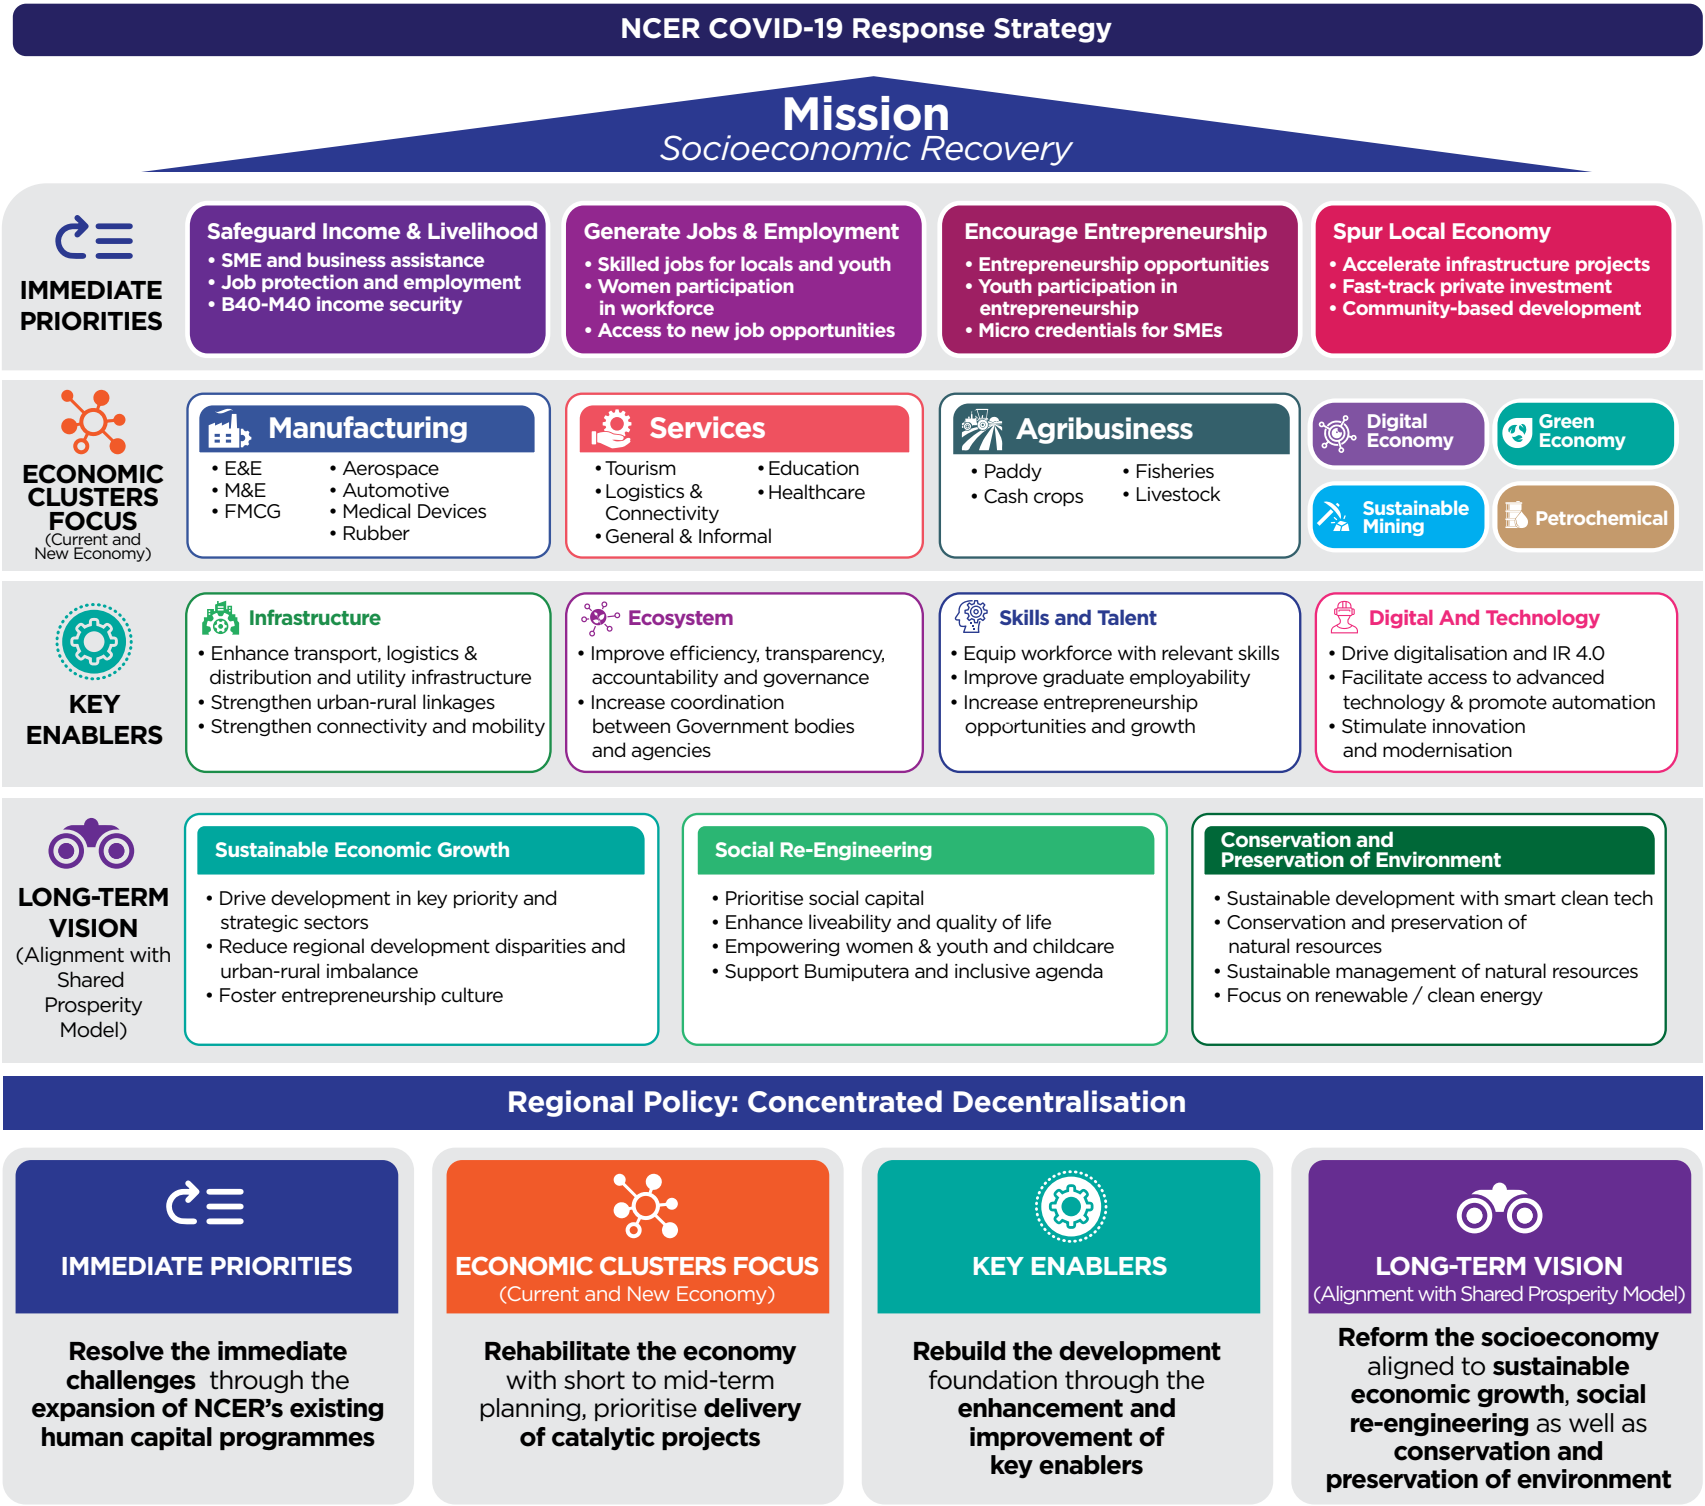 NCER COVID-19 Response Strategy
Mission
Socioeconomic Recovery
IMMEDIATE
PRIORITIES
Safeguard Income & Livelihood
• SME and business assistance
• Job protection and employment
• B40-M40 income security
Generate Jobs & Employment
• Skilled jobs for locals and youth
• Women participation
in workforce
• Access to new job opportunities
Encourage Entrepreneurship
• Entrepreneurship opportunities
• Youth participation in
entrepreneurship
• Micro credentials for SMEs
Spur Local Economy
• Accelerate infrastructure projects
• Fast-track private investment
• Community-based development
ECONOMIC
CLUSTERS
FOCUS
(Current and
New Economy)
Manufacturing
• E&E
• M&E
• FMCG
• Aerospace
• Automotive
• Medical Devices
• Rubber
Services
• Tourism
• Logistics &
Connectivity
• General & Informal
• Education
• Healthcare
Agribusiness
• Paddy
• Cash crops
• Fisheries
• Livestock
Digital
Economy
Green
Economy
Sustainable
Mining
Petrochemical
KEY
ENABLERS
Infrastructure
• Enhance transport, logistics &
distribution and utility infrastructure
• Strengthen urban-rural linkages
• Strengthen connectivity and mobility
Ecosystem
• Improve efficiency, transparency,
accountability and governance
• Increase coordination
between Government bodies
and agencies
Skills and Talent
• Equip workforce with relevant skills
• Improve graduate employability
• Increase entrepreneurship
opportunities and growth
Digital And Technology
• Drive digitalisation and IR 4.0
• Facilitate access to advanced
technology & promote automation
• Stimulate innovation
and modernisation
LONG-TERM
VISION
(Alignment with
Shared
Prosperity
Model)
Sustainable Economic Growth
• Drive development in key priority and
strategic sectors
• Reduce regional development disparities and
urban-rural imbalance
• Foster entrepreneurship culture
Social Re-Engineering
• Prioritise social capital
• Enhance liveability and quality of life
• Empowering women & youth and childcare
• Support Bumiputera and inclusive agenda
Conservation and
Preservation of Environment
• Sustainable development with smart clean tech
• Conservation and preservation of
natural resources
• Sustainable management of natural resources
• Focus on renewable / clean energy
Regional Policy: Concentrated Decentralisation
IMMEDIATE PRIORITIES
Resolve the immediate
challenges through the
expansion of NCER's existing
human capital programmes
ECONOMIC CLUSTERS FOCUS
(Current and New Economy)
Rehabilitate the economy
with short to mid-term
planning, prioritise delivery
of catalytic projects
KEY ENABLERS
Rebuild the development
foundation through the
enhancement and
improvement of
key enablers
LONG-TERM VISION
(Alignment with Shared Prosperity Model)
Reform the socioeconomy
aligned to sustainable
economic growth, social
re-engineering as well as
conservation and
preservation of environment